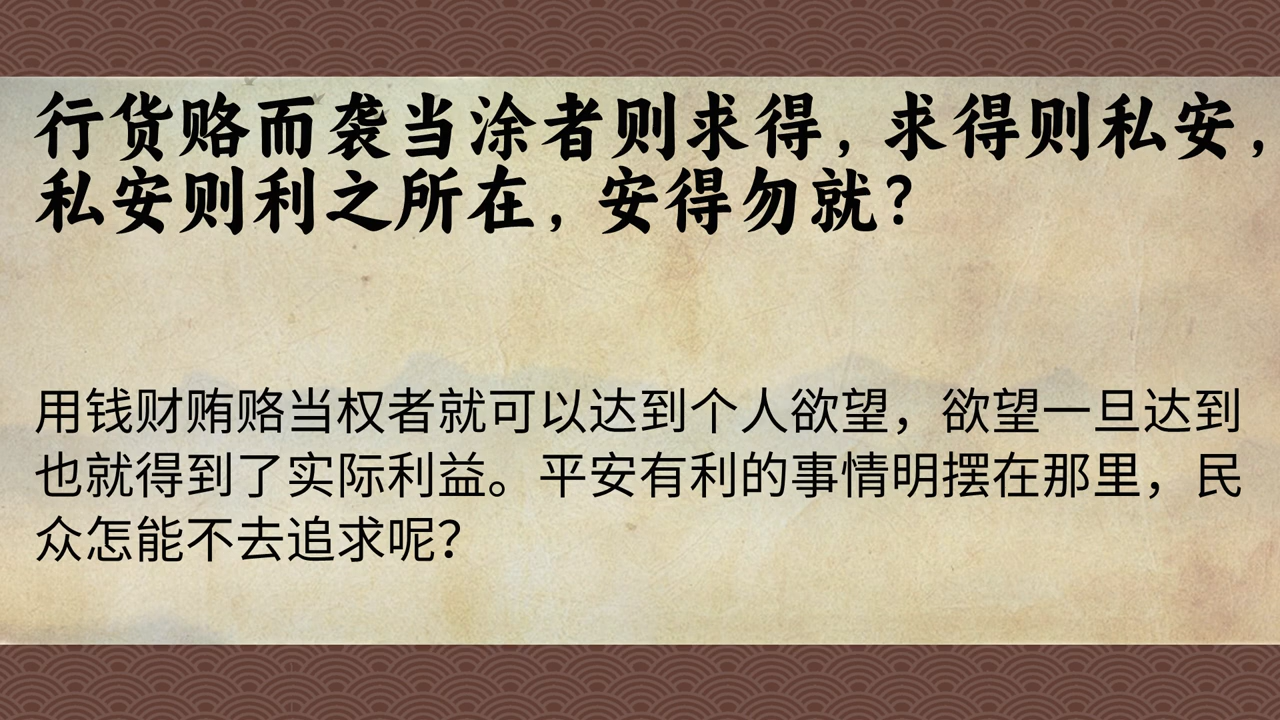 行货赂而袭当涂者则求得，求得则私安，
私安则利之所在，安得勿就？
用钱财贿赂当权者就可以达到个人欲望，欲望一旦达到
也就得到了实际利益。平安有利的事情明摆在那里，民
众怎能不去追求呢？